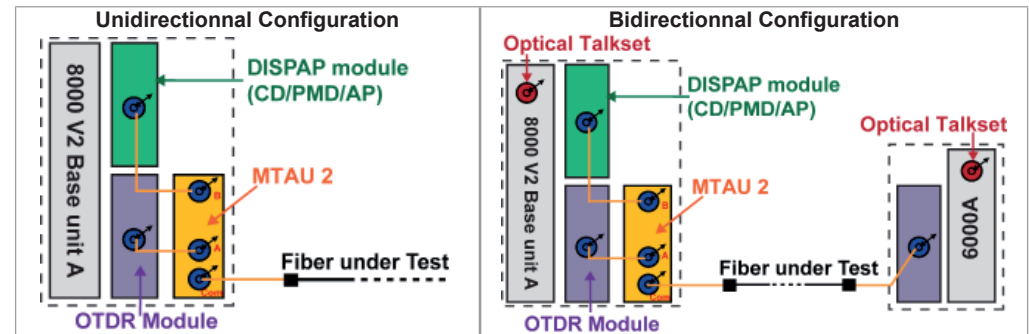 Unidirectionnal Configuration
8000 V2 Base unit A
DISPAP module
(CD/PMD/AP)
MTAU 2
B
A
Com
Fiber under Test
OTDR Module
Bidirectionnal Configuration
Optical Talkset
8000 V2 Base unit A
DISPAP module
(CD/PMD/AP)
MTAU 2
B
A
Com
Fiber under Test
OTDR Module
Optical Talkset
6000A